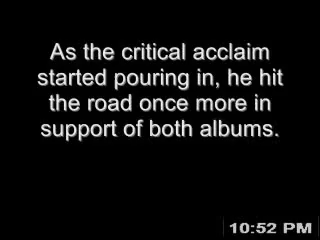 As the critical acclaim
started pouring in, he hit
the road once more in
support of both albums.
10:52 PM